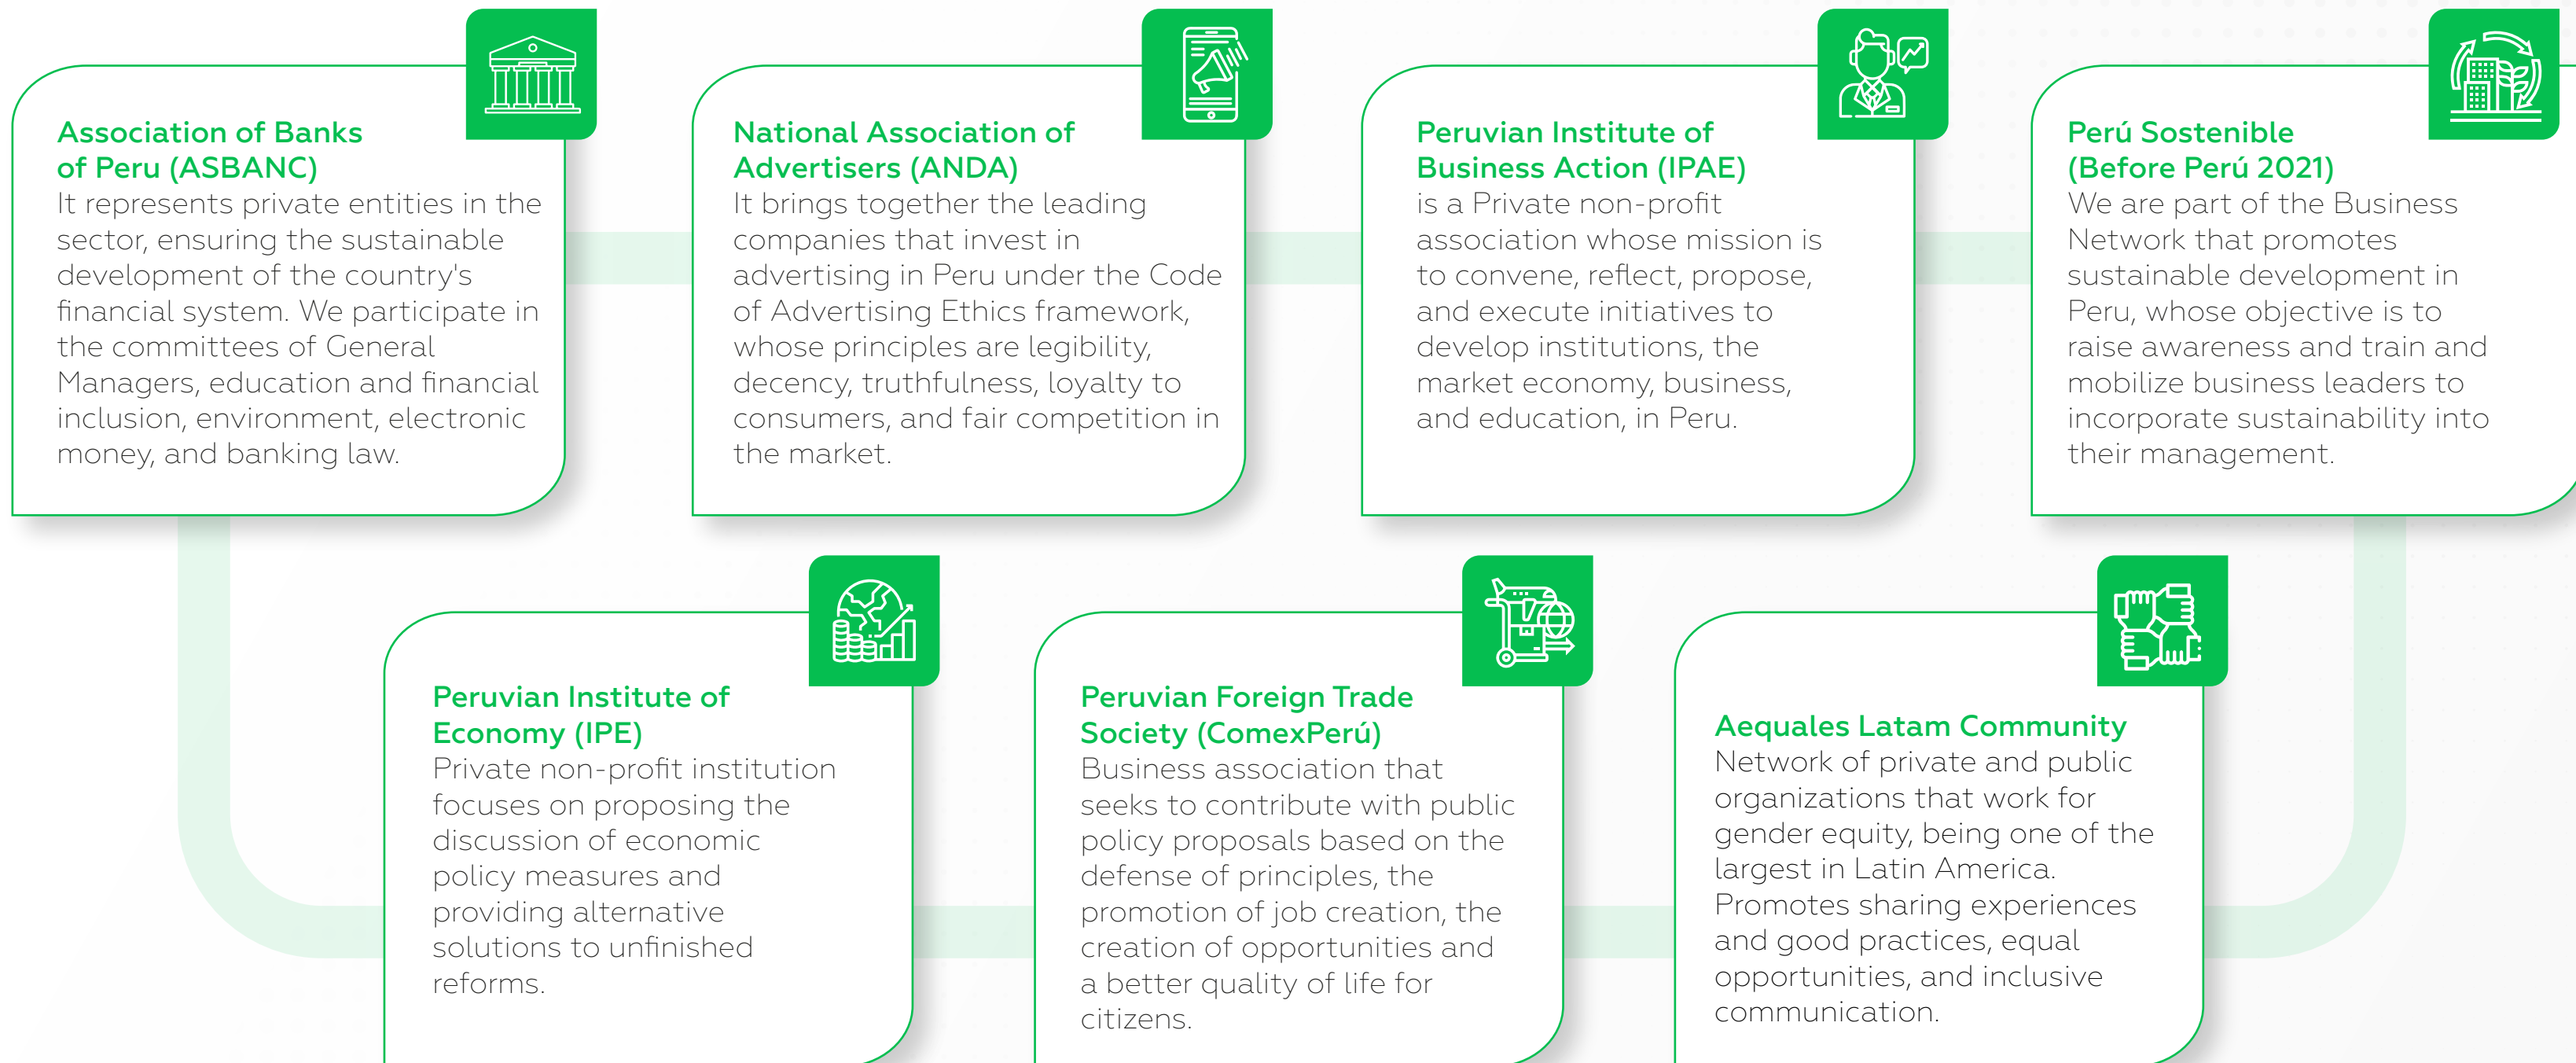 Association of Banks
of Peru (ASBANC)
It represents private entities in the
sector, ensuring the sustainable
development of the country's
financial system. We participate in
the committees of General
Managers, education and financial
inclusion, environment, electronic
money, and banking law.
National Association of
Advertisers (ANDA)
It brings together the leading
companies that invest in
advertising in Peru under the Code
of Advertising Ethics framework,
whose principles are legibility,
decency, truthfulness, loyalty to
consumers, and fair competition in
the market.
Peruvian Institute of
Business Action (IPAE)
is a Private non-profit
association whose mission is
to convene, reflect, propose,
and execute initiatives to
develop institutions, the
market economy, business,
and education, in Peru.
Perú Sostenible
(Before Perú 2021)
We are part of the Business
Network that promotes
sustainable development in
Peru, whose objective is to
raise awareness and train and
mobilize business leaders to
incorporate sustainability into
their management.
Peruvian Institute of
Economy (IPE)
Private non-profit institution
focuses on proposing the
discussion of economic
policy measures and
providing alternative
solutions to unfinished
reforms.
Peruvian Foreign Trade
Society (ComexPerú)
Business association that
seeks to contribute with public
policy proposals based on the
defense of principles, the
promotion of job creation, the
creation of opportunities and
a better quality of life for
citizens.
Aequales Latam Community
Network of private and public
organizations that work for
gender equity, being one of the
largest in Latin America.
Promotes sharing experiences
and good practices, equal
opportunities, and inclusive
communication.